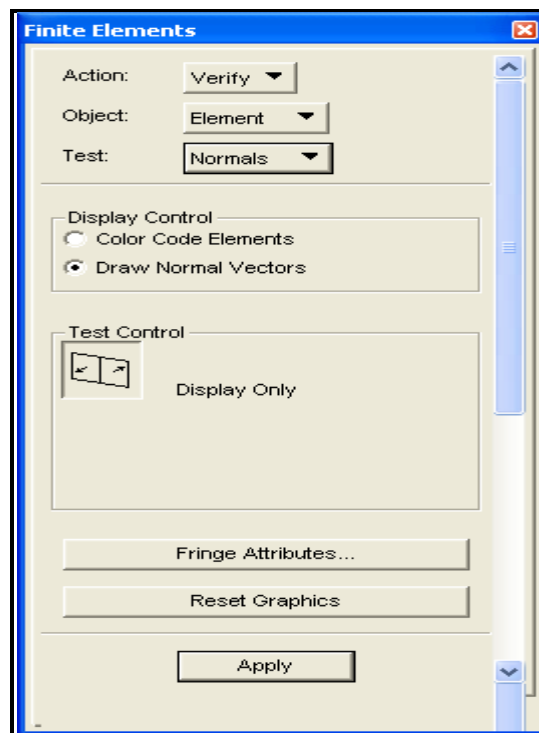 Finite Elements
Action: Verify
Object: Element
Test: Normals
Display Control
Color Code Elements
Draw Normal Vectors
Test Control
Display Only
Fringe Attributes...
Reset Graphics
Apply
-